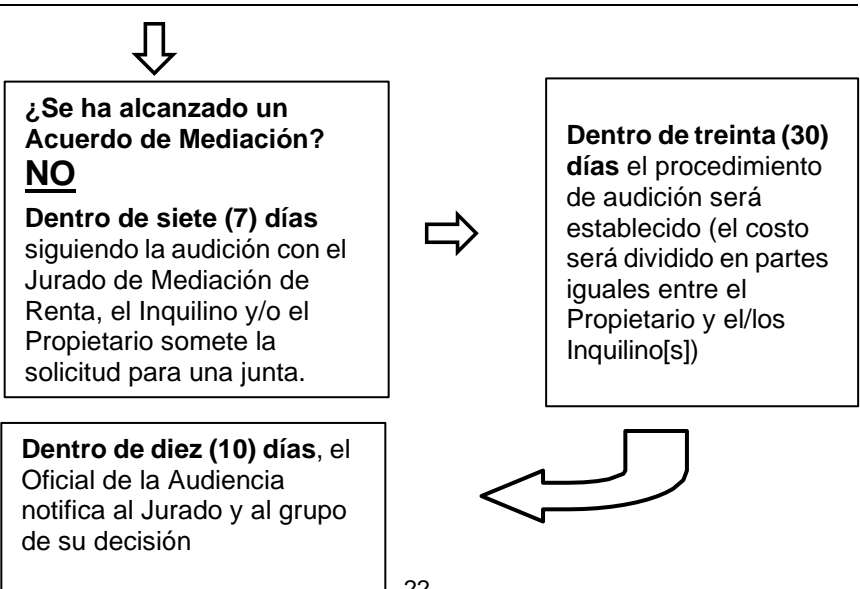 ¿Se ha alcanzado un
Acuerdo de Mediación?
NO
Dentro de siete (7) días
siguiendo la audición con el
Jurado de Mediación de
Renta, el Inquilino y/o el
Propietario somete la
solicitud para una junta.
Dentro de treinta (30)
días el procedimiento
de audición será
establecido (el costo
será dividido en partes
iguales entre el
Propietario y el/los
Inquilino[s])
Dentro de diez (10) días, el
Oficial de la Audiencia
notifica al Jurado y al grupo
de su decisión
22